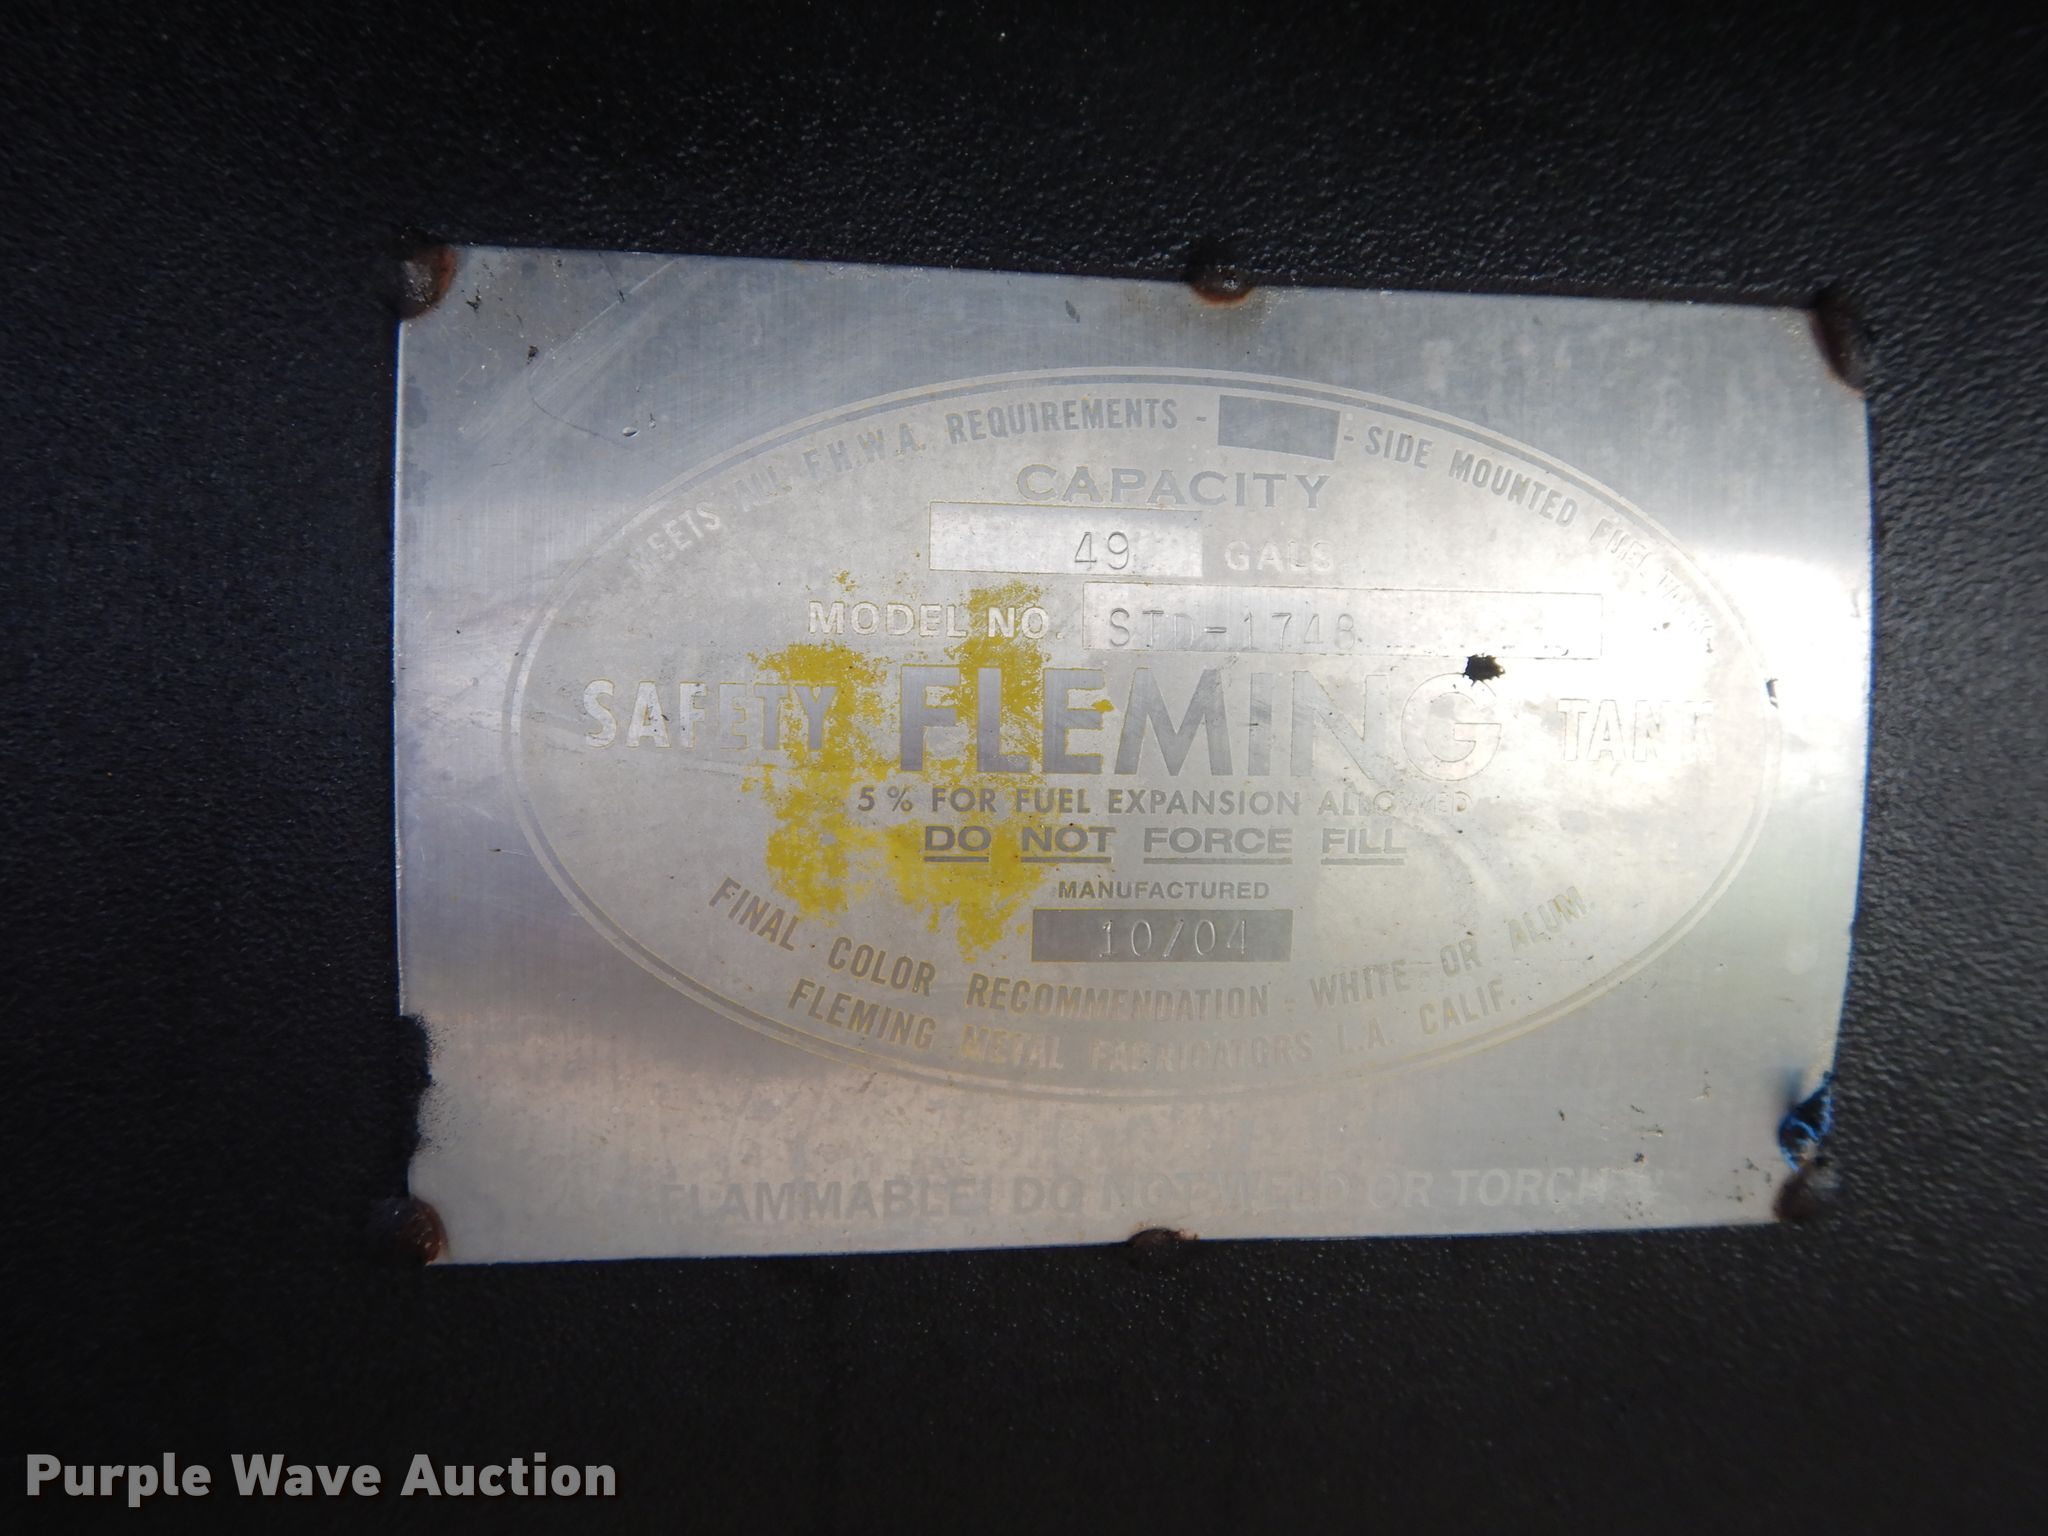 MEETS ALL F.H.W.A. REQUIREMENTS - - SIDE MOUNTED FUEL TANK
CAPACITY
49 GALS
MODEL NO. STD-1748
SAFETY FLEMING TANK
5% FOR FUEL EXPANSION ALLOWED
DO NOT FORCE FILL
MANUFACTURED
10/04
FINAL COLOR RECOMMENDATION - WHITE OR ALUM.
FLEMING METAL FABRICATORS L.A. CALIF.
FLAMMABLE! DO NOT WELD OR TORCH
Purple Wave Auction